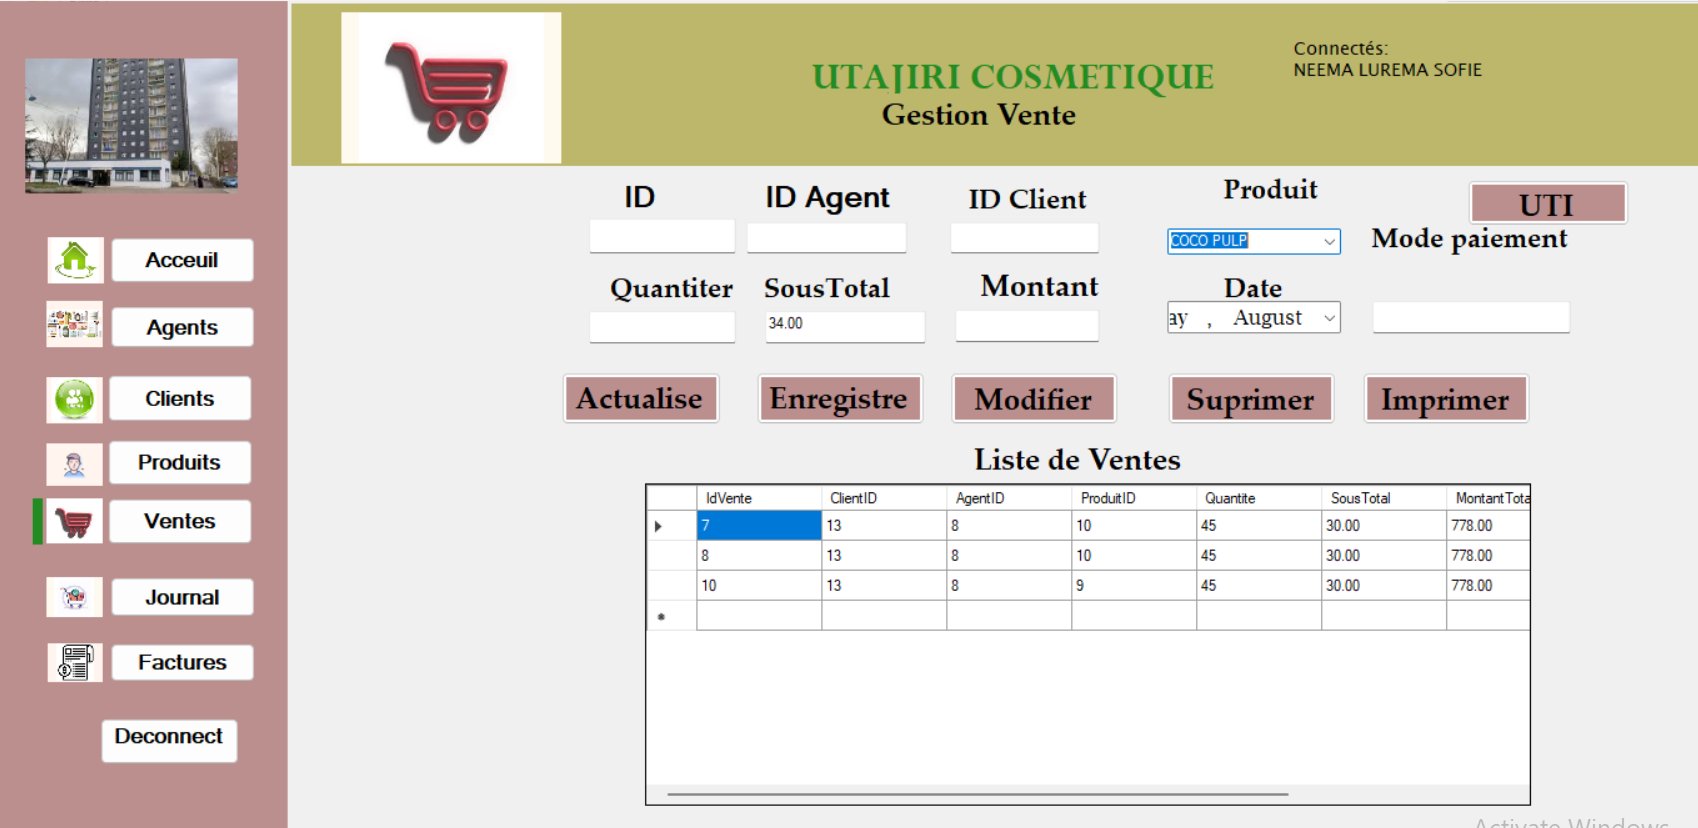 UTAJIRI COSMETIQUE
Gestion Vente
Connectés:
NEEMA LUREMA SOFIE
Acceuil
Agents
Clients
Produits
Ventes
Journal
Factures
Deconnect
ID
ID Agent
ID Client
Produit
UTI
COCO PULP
Mode paiement
Quantiter
SousTotal
Montant
Date
34.00
ay , August
Actualise
Enregistre
Modifier
Suprimer
Imprimer
Liste de Ventes
IdVente ClientID AgentID ProduitID Quantite SousTotal MontantTota
7 13 8 10 45 30.00 778.00
8 13 8 10 45 30.00 778.00
10 13 8 9 45 30.00 778.00
Activate Windows